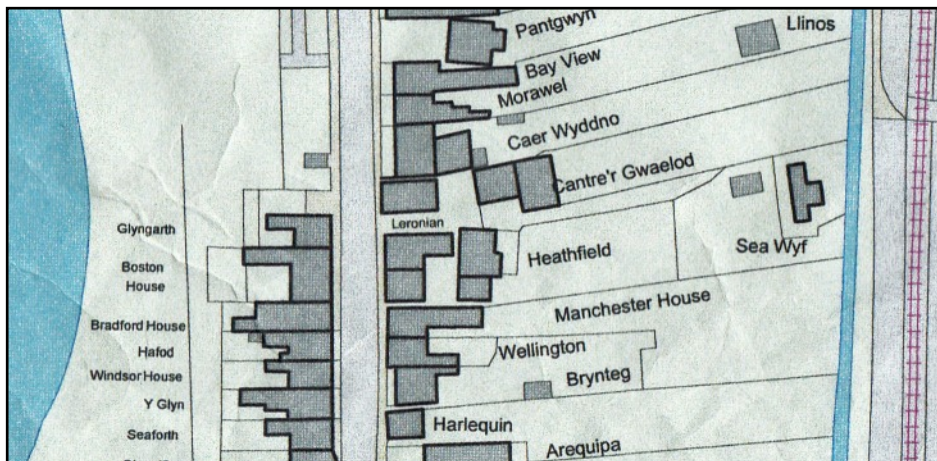 Pantgwyn
Llinos
Bay View
Morawel
Caer Wyddno
Cantre'r Gwaelod
Leronian
Glyngarth
Heathfield
Sea Wyf
Boston
House
Manchester House
Bradford House
Hafod
Wellington
Windsor House
Brynteg
Y Glyn
Harlequin
Seaforth
Arequipa